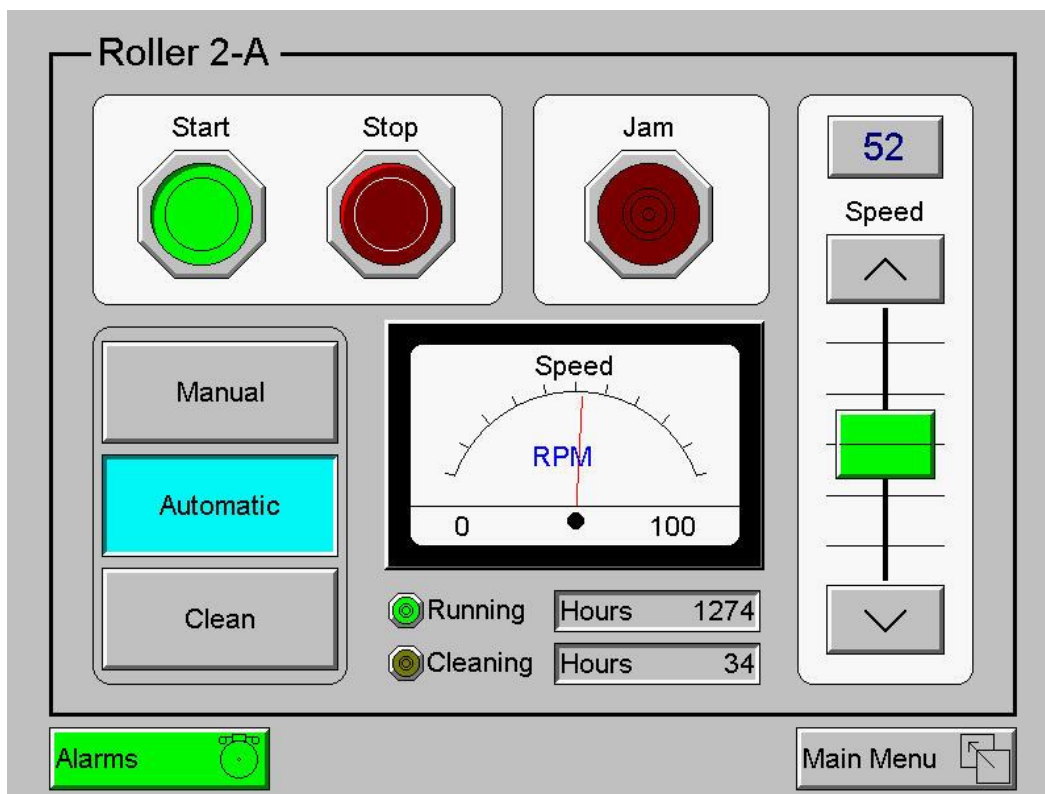 Roller 2-A
Start
Stop
Jam
52
Speed
Manual
Automatic
Clean
Speed
RPM
0
100
Running
Hours 1274
Cleaning
Hours 34
Alarms
Main Menu